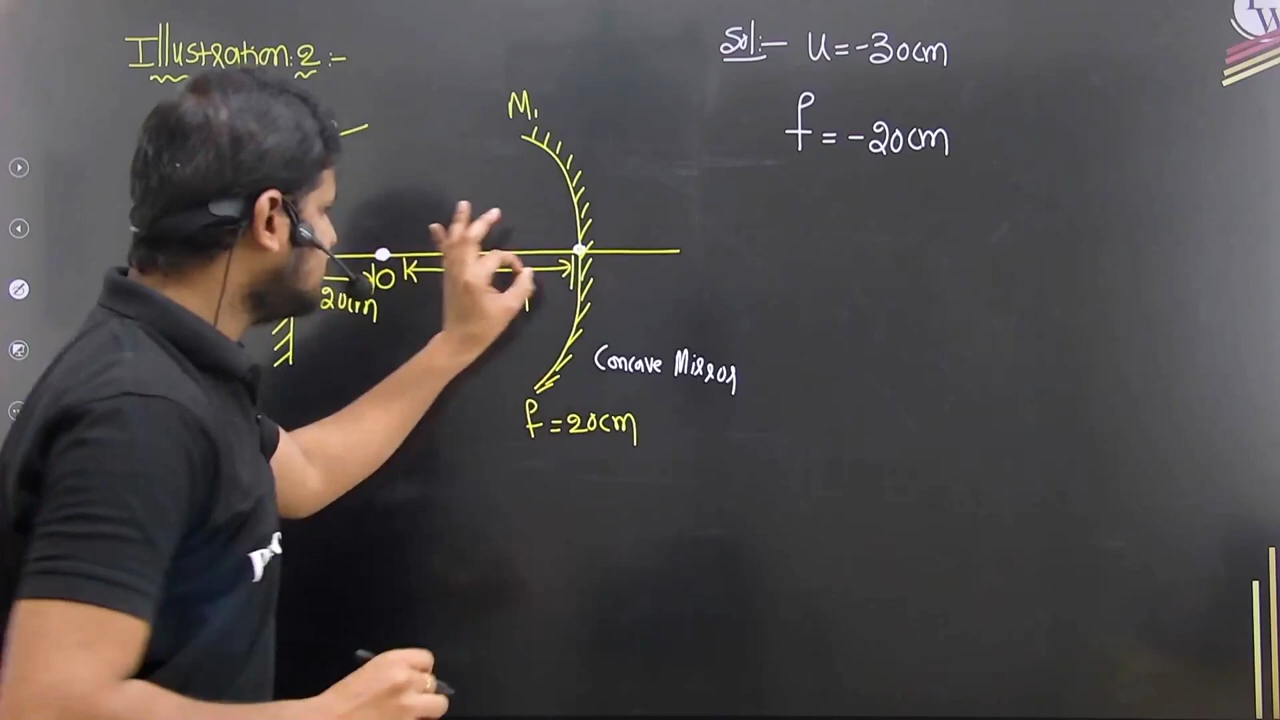 Illustration: 2 :-
Sol:- u = -30cm
M1
f = -20cm
O
20cm
Concave Mirror
f = 20cm